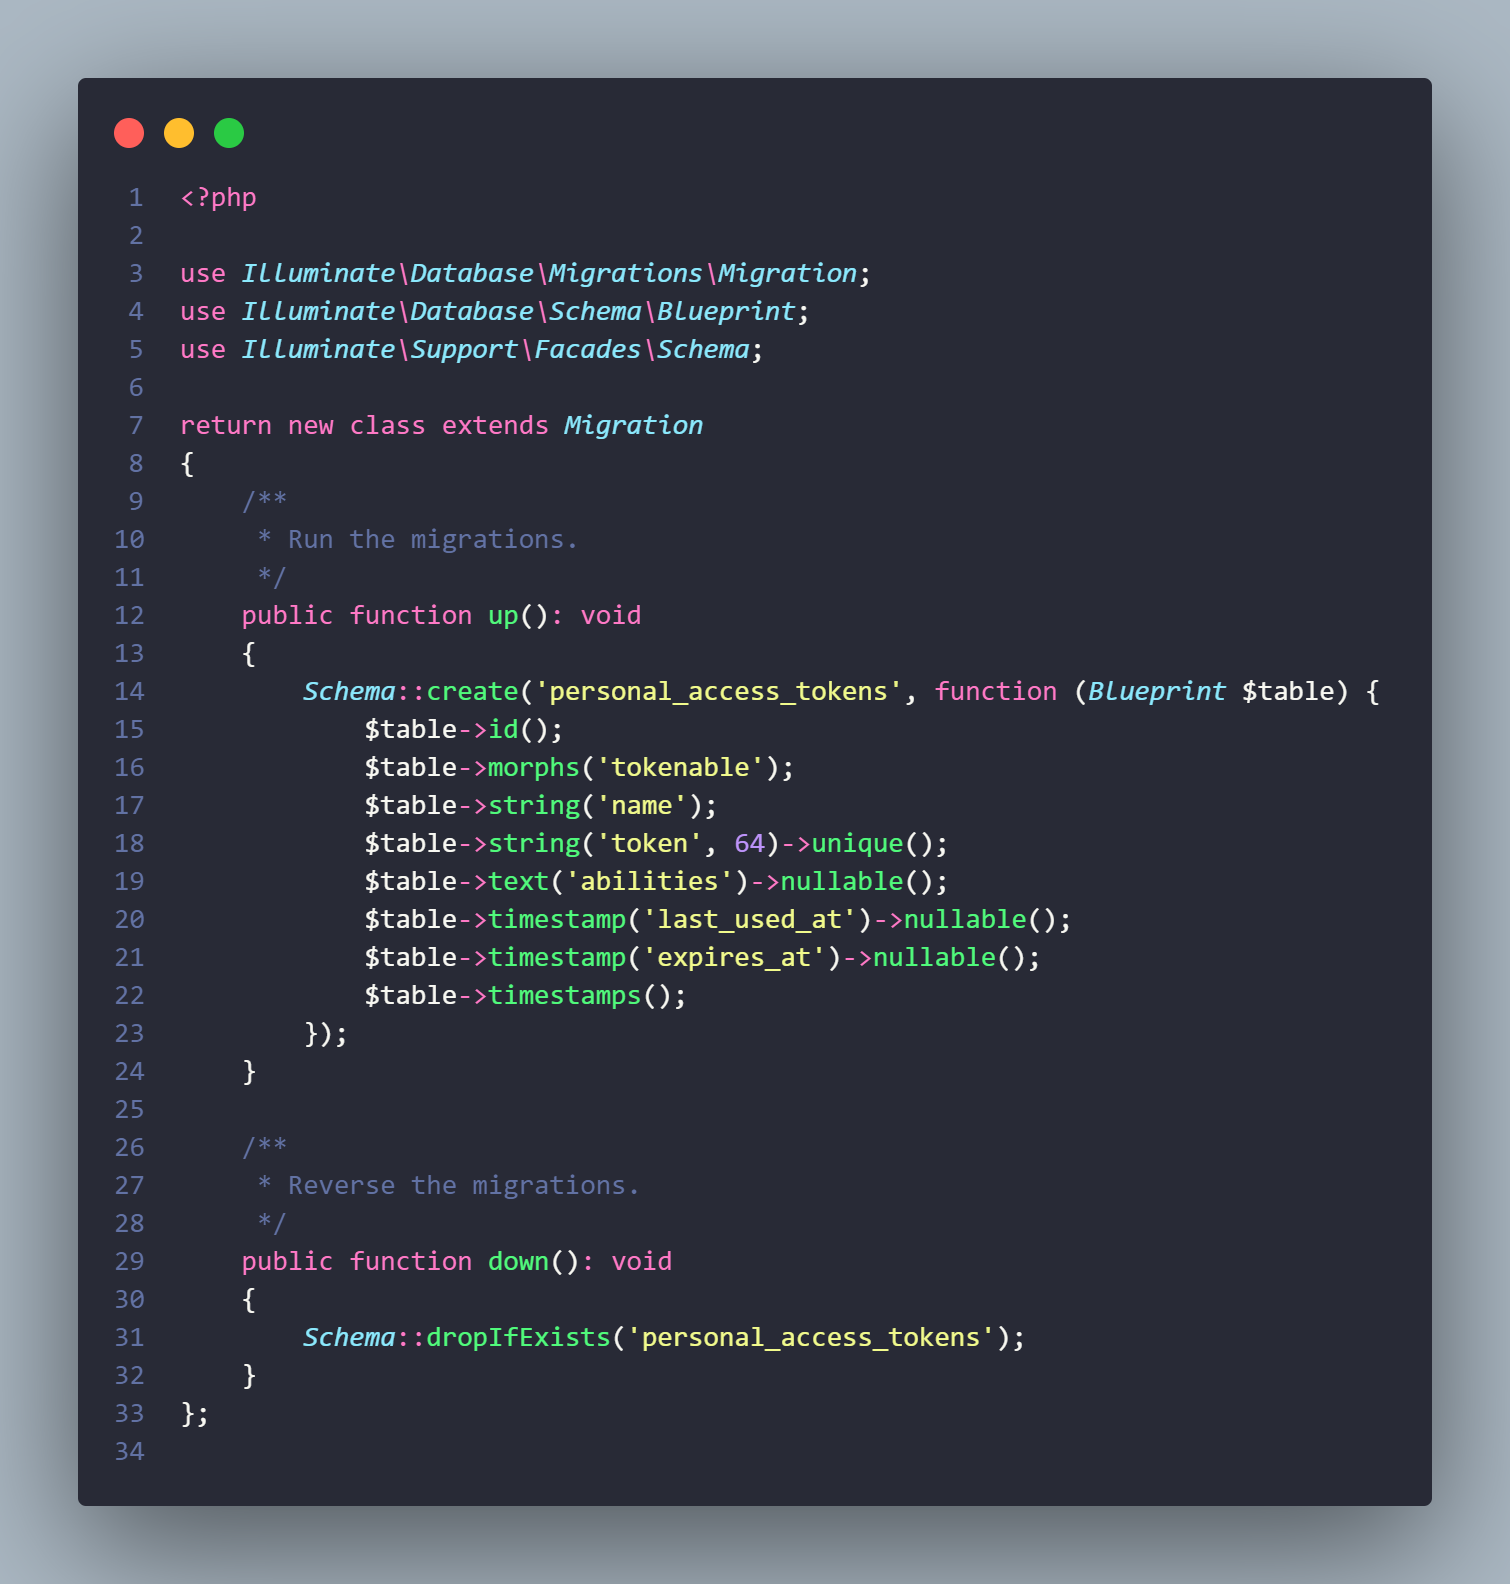 1 <?php
2
3 use Illuminate\Database\Migrations\Migration;
4 use Illuminate\Database\Schema\Blueprint;
5 use Illuminate\Support\Facades\Schema;
6
7 return new class extends Migration
8 {
9     /**
10      * Run the migrations.
11      */
12     public function up(): void
13     {
14         Schema::create('personal_access_tokens', function (Blueprint $table) {
15             $table->id();
16             $table->morphs('tokenable');
17             $table->string('name');
18             $table->string('token', 64)->unique();
19             $table->text('abilities')->nullable();
20             $table->timestamp('last_used_at')->nullable();
21             $table->timestamp('expires_at')->nullable();
22             $table->timestamps();
23         });
24     }
25
26     /**
27      * Reverse the migrations.
28      */
29     public function down(): void
30     {
31         Schema::dropIfExists('personal_access_tokens');
32     }
33 };
34